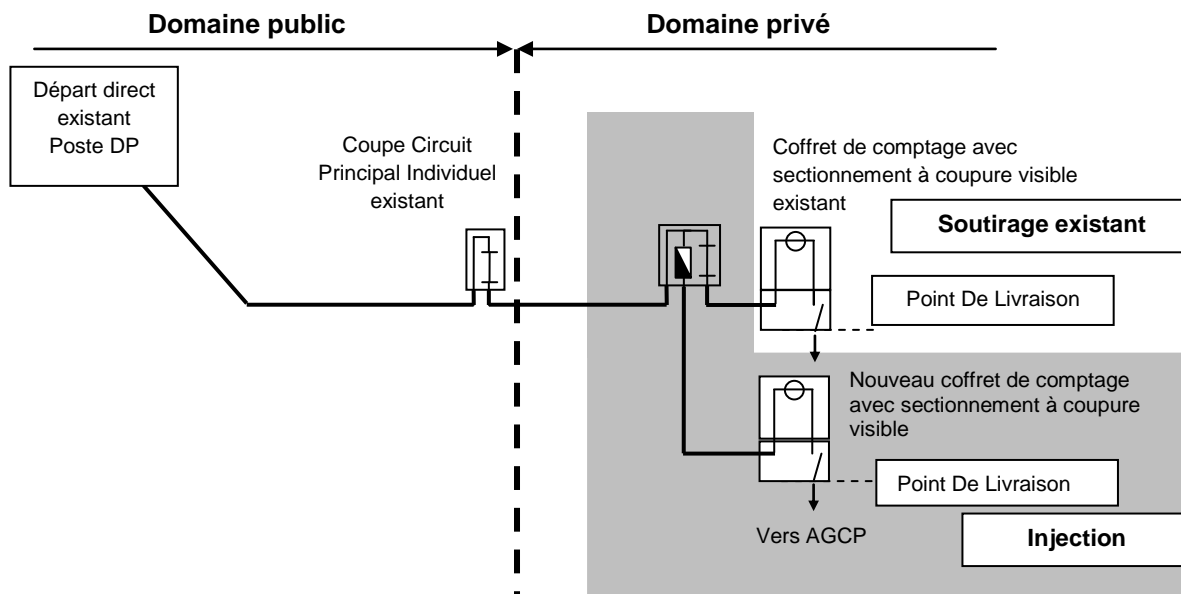 Domaine public
Domaine privé
Départ direct
existant
Poste DP
Coupe Circuit
Principal Individuel
existant
Coffret de comptage avec
sectionnement à coupure visible
existant
Soutirage existant
Point De Livraison
Nouveau coffret de comptage
avec sectionnement à coupure
visible
Point De Livraison
Vers AGCP
Injection